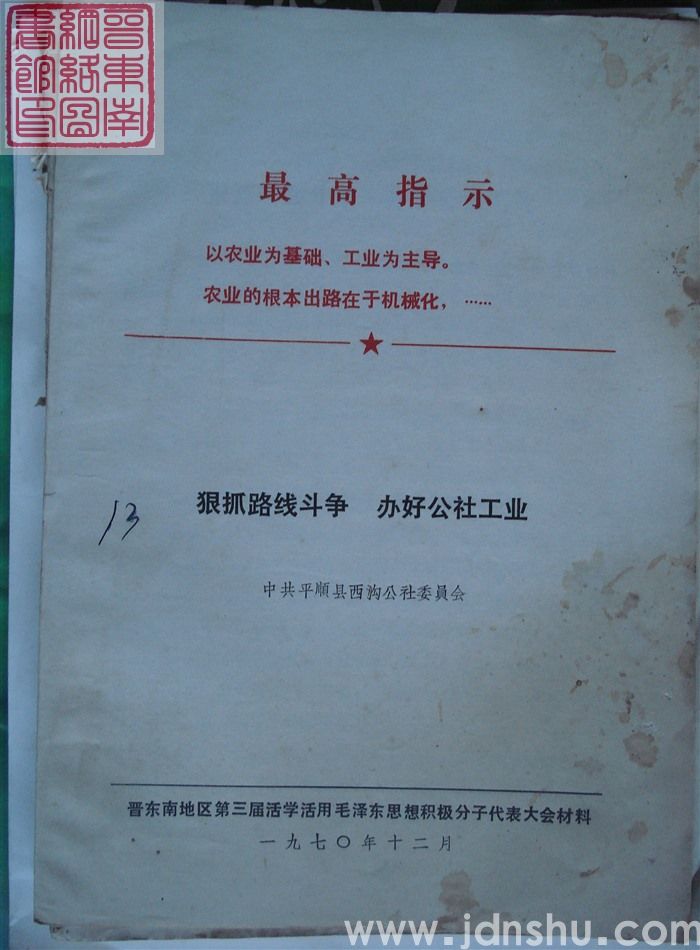 晋东南
網絡圖
書館印
最高指示
以农业为基础、工业为主导。
农业的根本出路在于机械化，……
13
狠抓路线斗争 办好公社工业
中共平顺县西沟公社委員会
晋东南地区第三届活学活用毛泽东思想积极分子代表大会材料
一九七〇年十二月
www.jdnshu.com